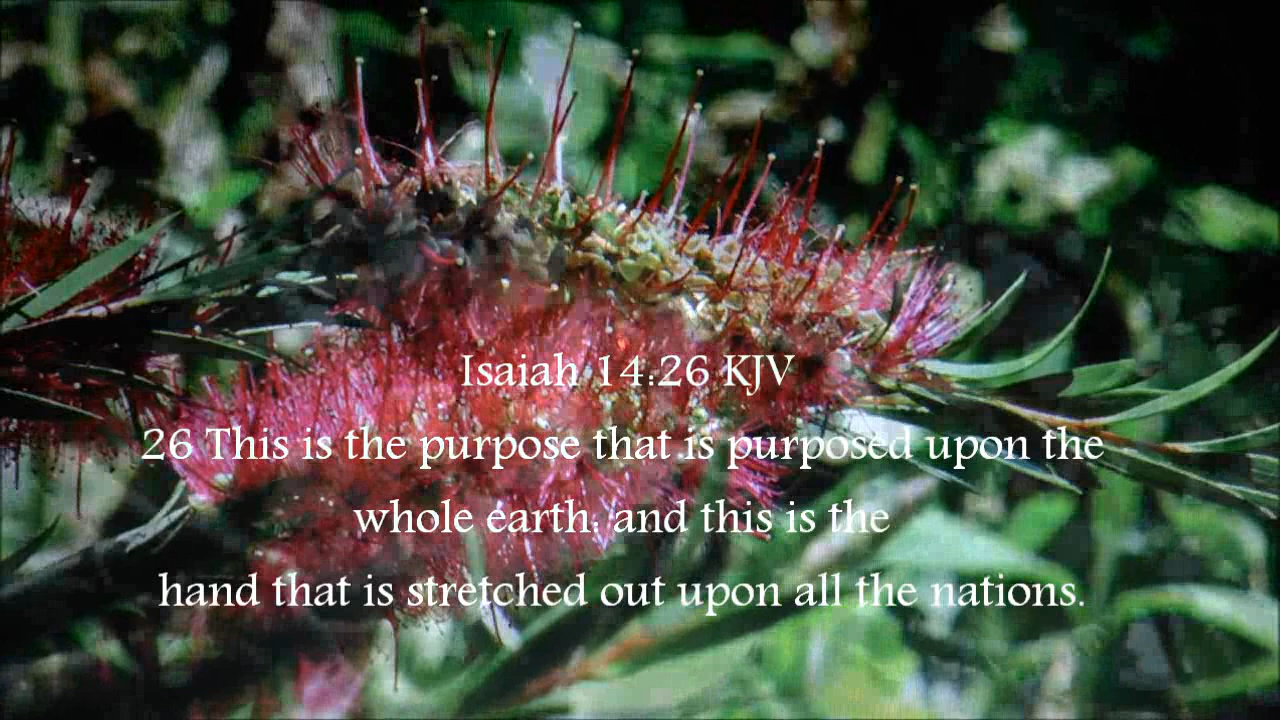 Isaiah 14:26 KJV
26 This is the purpose that is purposed upon the
whole earth: and this is the
hand that is stretched out upon all the nations.